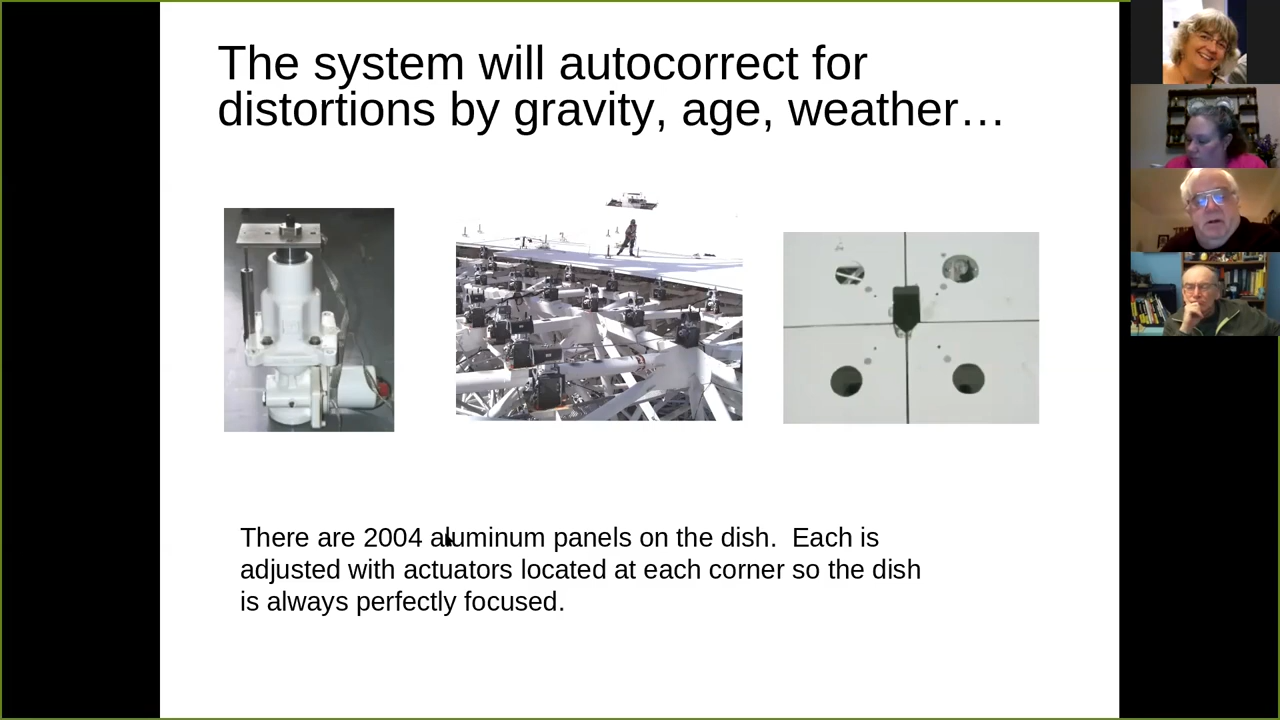 The system will autocorrect for
distortions by gravity, age, weather…
There are 2004 aluminum panels on the dish.  Each is
adjusted with actuators located at each corner so the dish
is always perfectly focused.